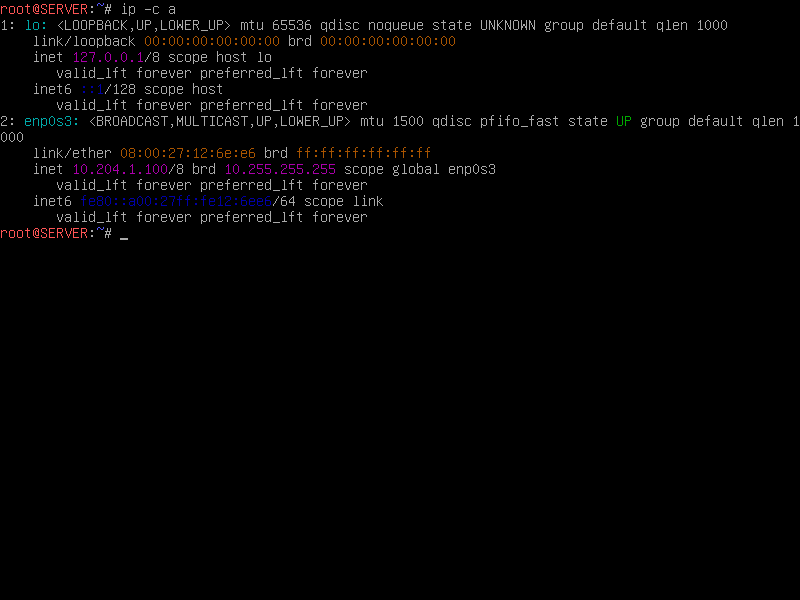 root@SERVER:~# ip -c a
1: lo: <LOOPBACK,UP,LOWER_UP> mtu 65536 qdisc noqueue state UNKNOWN group default qlen 1000
link/loopback 00:00:00:00:00:00 brd 00:00:00:00:00:00
inet 127.0.0.1/8 scope host lo
valid_lft forever preferred_lft forever
inet6 ::1/128 scope host
valid_lft forever preferred_lft forever
2: enp0s3: <BROADCAST,MULTICAST,UP,LOWER_UP> mtu 1500 qdisc pfifo_fast state UP group default qlen 1
000
link/ether 08:00:27:12:6e:e6 brd ff:ff:ff:ff:ff:ff
inet 10.204.1.100/8 brd 10.255.255.255 scope global enp0s3
valid_lft forever preferred_lft forever
inet6 fe80::a00:27ff:fe12:6ee6/64 scope link
valid_lft forever preferred_lft forever
root@SERVER:~# _